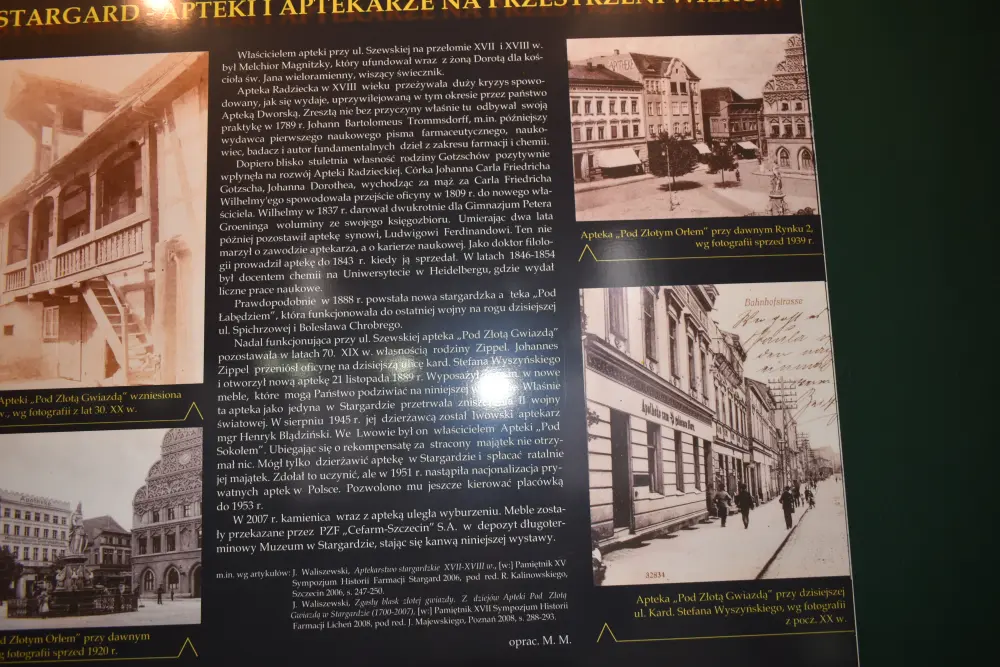 STARGARD - APTEKI I APTEKARZE NA PRZESTRZENI WIEKÓW
Właścicielem apteki przy ul. Szewskiej na przełomie XVII i XVIII w.
był Melchior Magnitzky, który ufundował wraz z żoną Dorotą dla koś-
cioła św. Jana wieloramienny, wiszący świecznik.
Apteka Radziecka w XVIII wieku przeżywała duży kryzys spowo-
dowany, jak się wydaje, uprzywilejowaną w tym okresie przez państwo
Apteką Dworską. Zresztą nie bez przyczyny właśnie tu odbywał swoją
praktykę w 1789 r. Johann Bartolomeus Trommsdorff, m.in. późniejszy
wydawca pierwszego naukowego pisma farmaceutycznego, nauko-
wiec, badacz i autor fundamentalnych dzieł z zakresu farmacji i chemii.
Dopiero blisko stuletnia własność rodziny Gotzschów pozytywnie
wpłynęła na rozwój Apteki Radzieckiej. Córka Johanna Carla Friedricha
Gotzscha, Johanna Dorothea, wychodząc za mąż za Carla Friedricha
Wilhelmy'ego spowodowała przejście oficyny w 1809 r. do nowego wła-
ściciela. Wilhelmy w 1837 r. darował dwukrotnie dla Gimnazjum Petera
Groeninga woluminy ze swojego księgozbioru. Umierając dwa lata
później pozostawił aptekę synowi, Ludwigowi Ferdinandowi. Ten nie
marzył o zawodzie aptekarza, a o karierze naukowej. Jako doktor filolo-
gii prowadził aptekę do 1843 r. kiedy ją sprzedał. W latach 1846-1854
był docentem chemii na Uniwersytecie w Heidelbergu, gdzie wydał
liczne prace naukowe.
Prawdopodobnie w 1888 r. powstała nowa stargardzka a teka „Pod
Łabędziem”, która funkcjonowała do ostatniej wojny na rogu dzisiejszej
ul. Spichrzowej i Bolesława Chrobrego.
Nadal funkcjonująca przy ul. Szewskiej apteka „Pod Złotą Gwiazdą”
pozostawała w latach 70. XIX w. własnością rodziny Zippel. Johannes
Zippel przeniósł oficynę na dzisiejszą ulicę kard. Stefana Wyszyńskiego
i otworzył nową aptekę 21 listopada 1889 r. Wyposażył w nowe
meble, które mogą Państwo podziwiać na niniejszej Właśnie
ta apteka jako jedyna w Stargardzie przetrwała II wojny
światowej. W sierpniu 1945 r. jej dzierżawcą został lwowski aptekarz
mgr Henryk Błądziński. We Lwowie był on właścicielem Apteki „Pod
Sokołem”. Ubiegając się o rekompensatę za stracony majątek nie otrzy-
mał nic. Mógł tylko dzierżawić aptekę w Stargardzie i spłacać ratalnie
jej majątek. Zdołał to uczynić, ale w 1951 r. nastąpiła nacjonalizacja pry-
watnych aptek w Polsce. Pozwolono mu jeszcze kierować placówką
do 1953 r.
W 2007 r. kamienica wraz z apteką uległa wyburzeniu. Meble zosta-
ły przekazane przez PZF „Cefarm-Szczecin” S.A. w depozyt długoter-
minowy Muzeum w Stargardzie, stając się kanwą niniejszej wystawy.
m.in. wg artykułów: J. Waliszewski, Aptekarstwo stargardzkie XVII-XVIII w., [w:] Pamiętnik XV
Sympozjum Historii Farmacji Stargard 2006, pod red. R. Kalinowskiego,
Szczecin 2006, s. 247-250.
J. Waliszewski, Zgasły blask złotej gwiazdy. Z dziejów Apteki Pod Złotą
Gwiazdą w Stargardzie (1700-2007), [w:] Pamiętnik XVII Sympozjum Historii
Farmacji Licheń 2008, pod red. J. Majewskiego, Poznań 2008, s. 288-293.
oprac. M. M.
Apteki „Pod Złotą Gwiazdą” wzniesiona
w., wg fotografii z lat 30. XX w.
d Złotym Orłem” przy dawnym
g fotografii sprzed 1920 r.
Apteka „Pod Złotym Orłem” przy dawnym Rynku 2,
wg fotografii sprzed 1939 r.
Bahnhofstrasse
Apotheke zum goldenen Stern
A2834
Apteka „Pod Złotą Gwiazdą” przy dzisiejszej
ul. Kard. Stefana Wyszyńskiego, wg fotografii
z pocz. XX w.